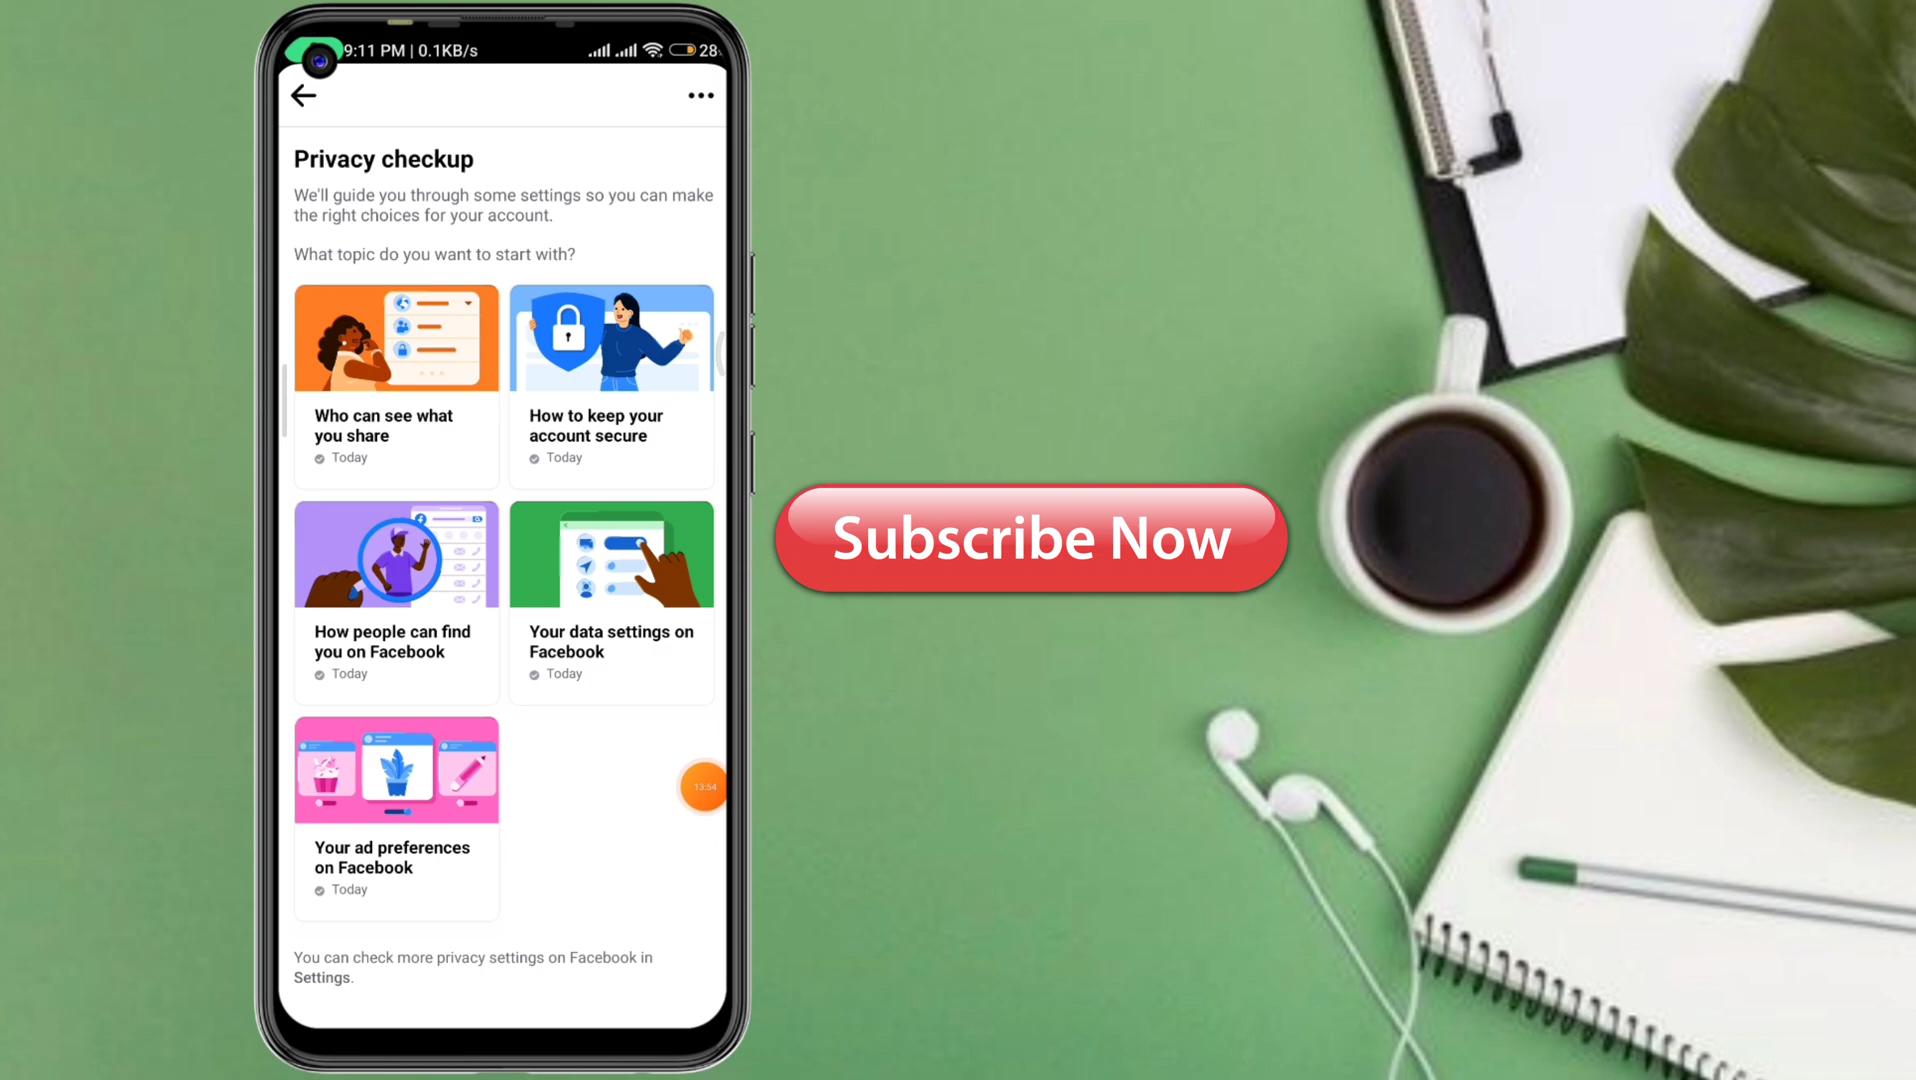 9:11 PM | 0.1KB/s
28
Privacy checkup
We'll guide you through some settings so you can make
the right choices for your account.
What topic do you want to start with?
Who can see what
you share
Today
How to keep your
account secure
Today
How people can find
you on Facebook
Today
Your data settings on
Facebook
Today
Your ad preferences
on Facebook
Today
13:54
You can check more privacy settings on Facebook in
Settings.
Subscribe Now